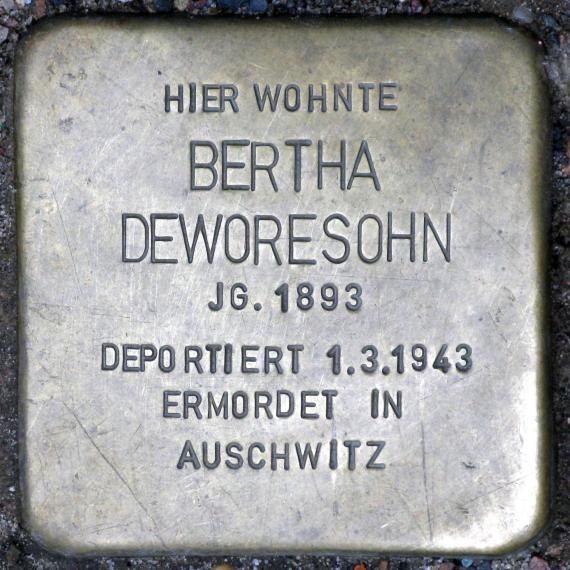 HIER WOHNTE
BERTHA
DEWORESOHN
JG. 1893
DEPORTIERT 1.3.1943
ERMORDET IN
AUSCHWITZ